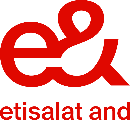 e&
etisalat and